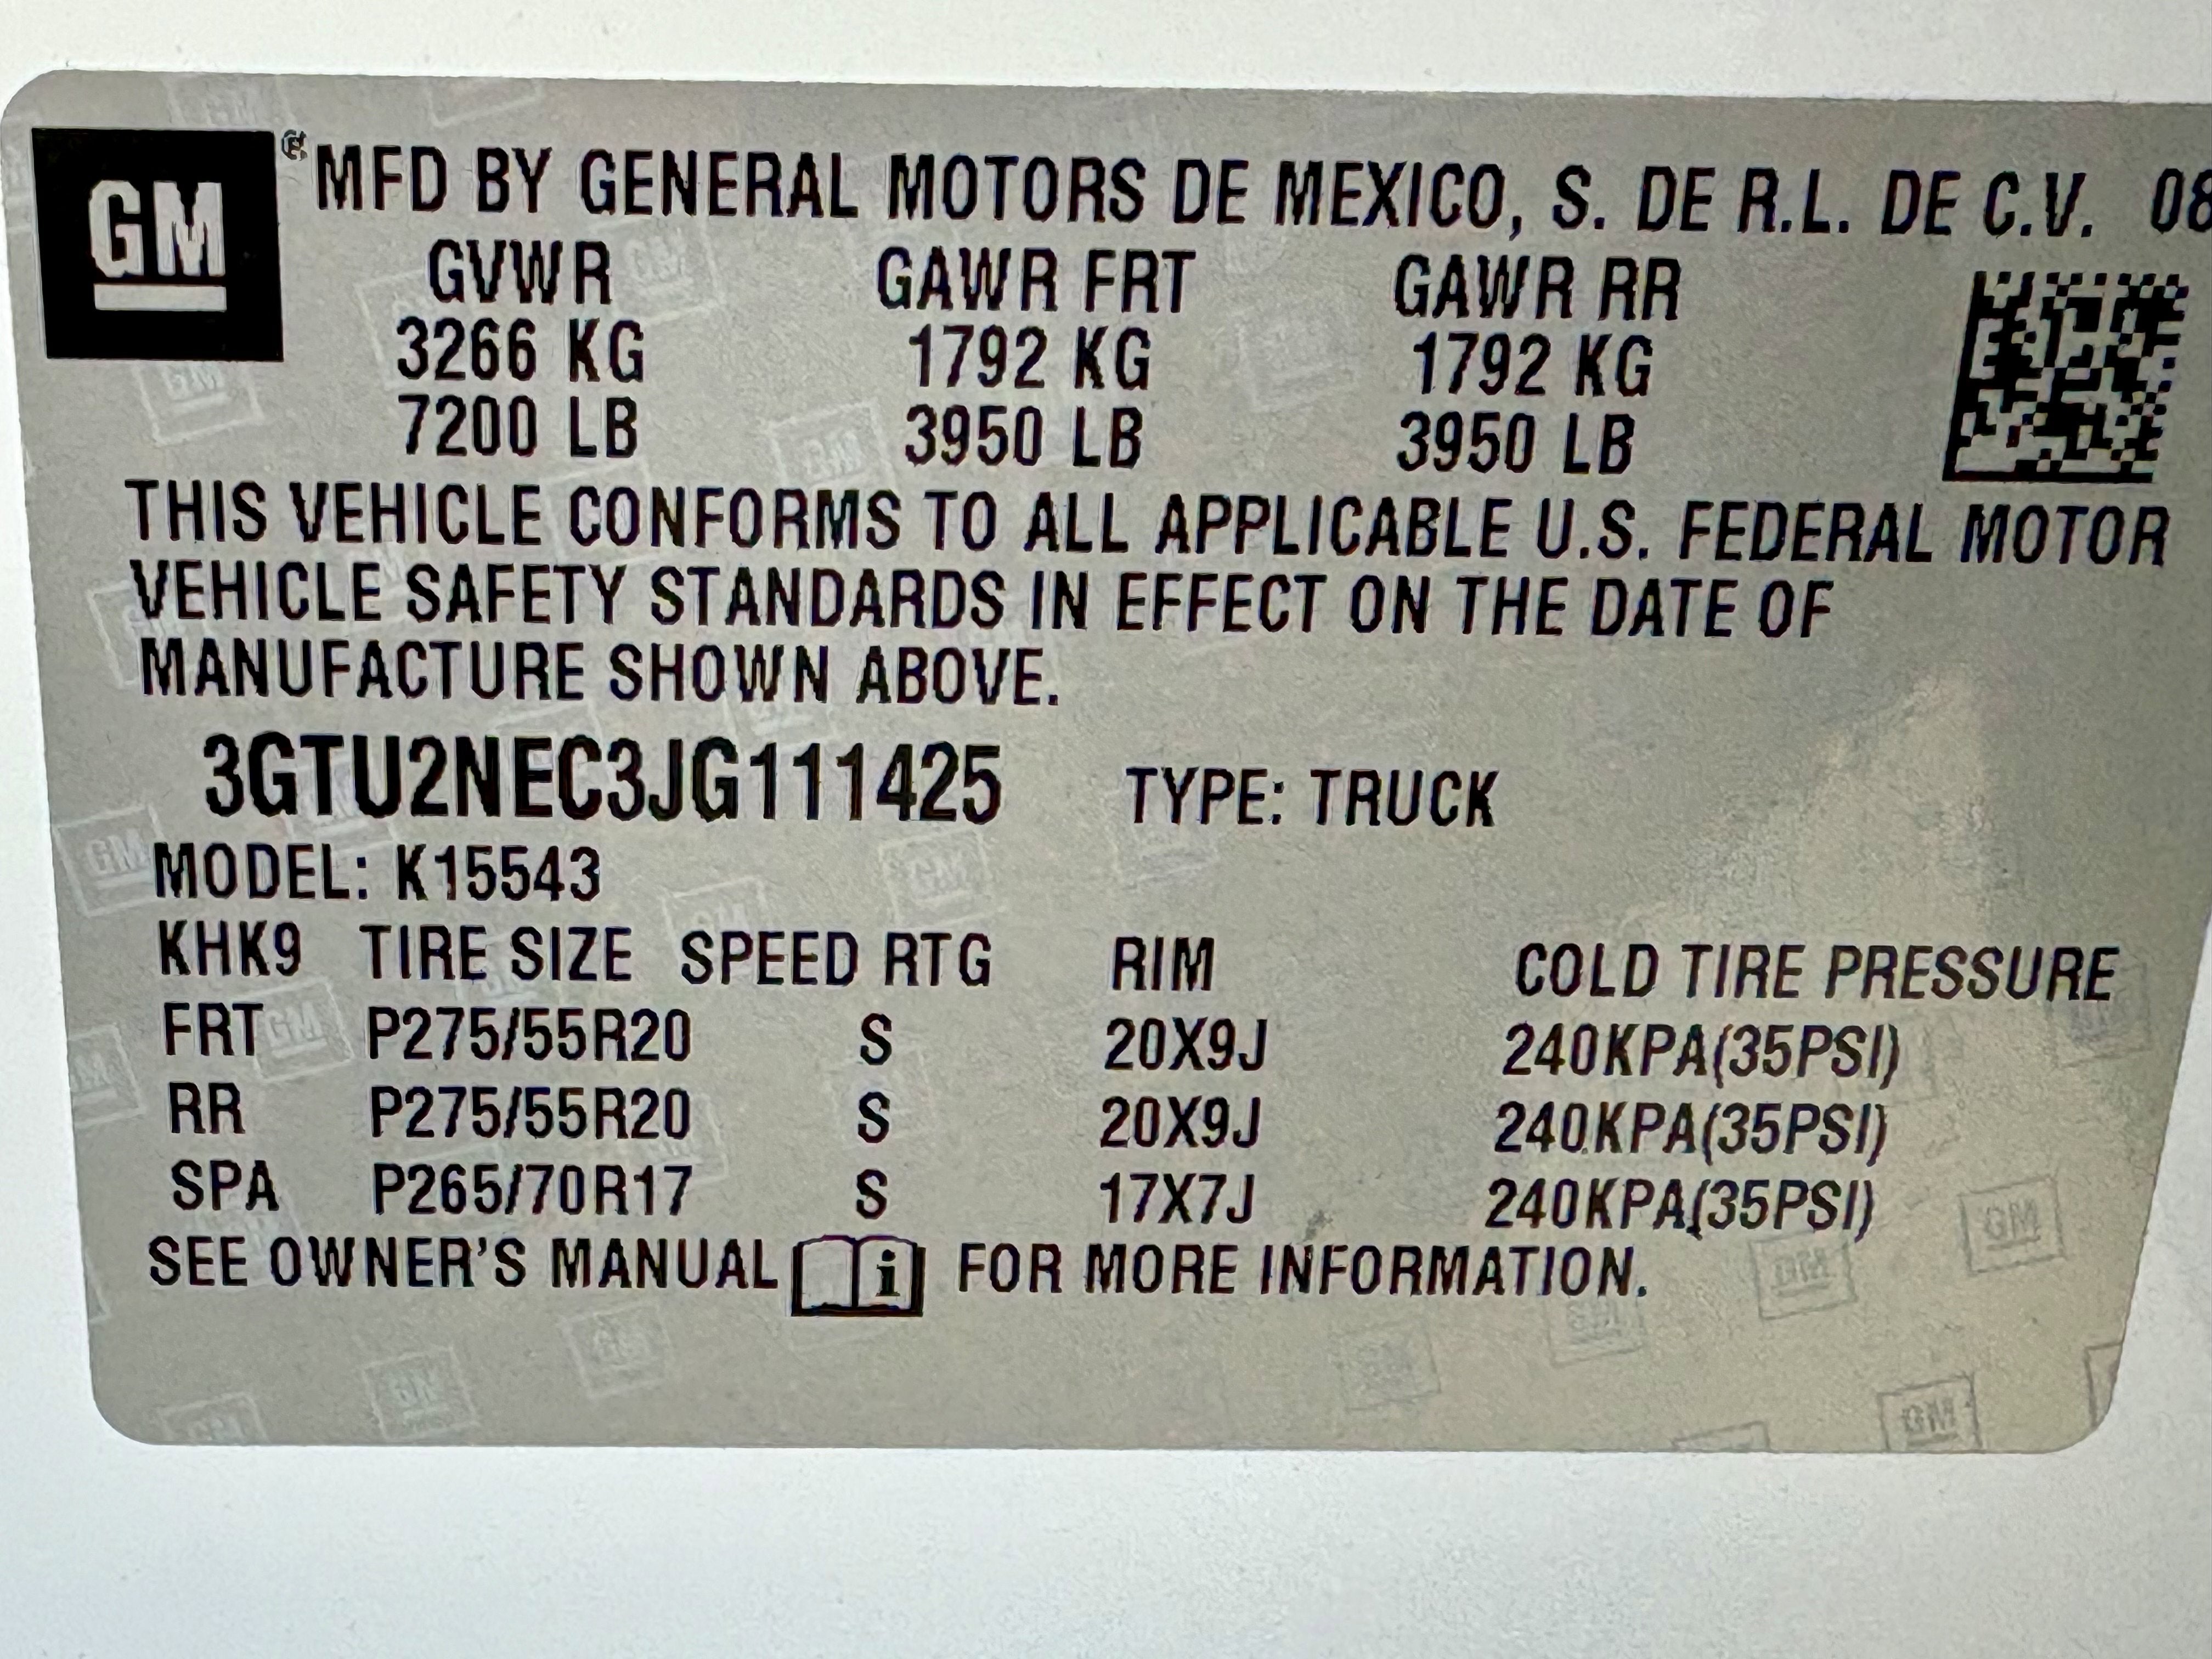 GM
MFD BY GENERAL MOTORS DE MEXICO, S. DE R.L. DE C.V. 08
GVWR GAWR FRT GAWR RR
3266 KG 1792 KG 1792 KG
7200 LB 3950 LB 3950 LB
THIS VEHICLE CONFORMS TO ALL APPLICABLE U.S. FEDERAL MOTOR
VEHICLE SAFETY STANDARDS IN EFFECT ON THE DATE OF
MANUFACTURE SHOWN ABOVE.
3GTU2NEC3JG111425 TYPE: TRUCK
MODEL: K15543
KHK9 TIRE SIZE SPEED RTG RIM COLD TIRE PRESSURE
FRT P275/55R20 S 20X9J 240KPA(35PSI)
RR P275/55R20 S 20X9J 240KPA(35PSI)
SPA P265/70R17 S 17X7J 240KPA(35PSI)
SEE OWNER'S MANUAL i FOR MORE INFORMATION.